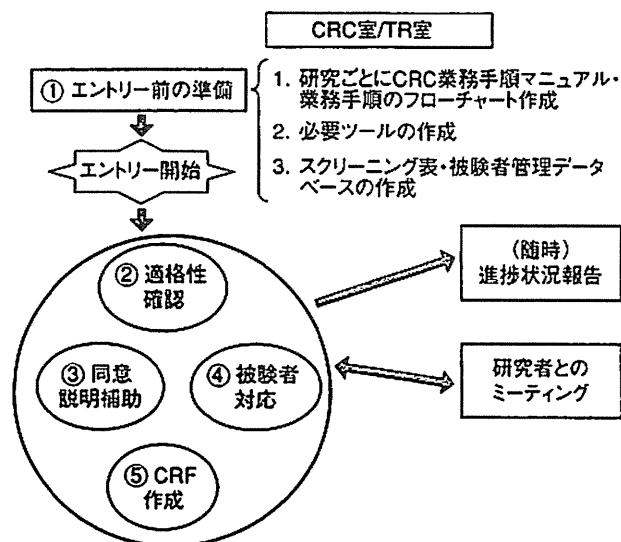 CRC室/TR室
①エントリー前の準備
1. 研究ごとにCRC業務手順マニュアル・
業務手順のフローチャート作成
2. 必要ツールの作成
3. スクリーニング表・被験者管理データ
ベースの作成
エントリー開始
②適格性
確認
③同意
説明補助
④被験者
対応
⑤CRF
作成
(随時)
進捗状況報告
研究者との
ミーティング